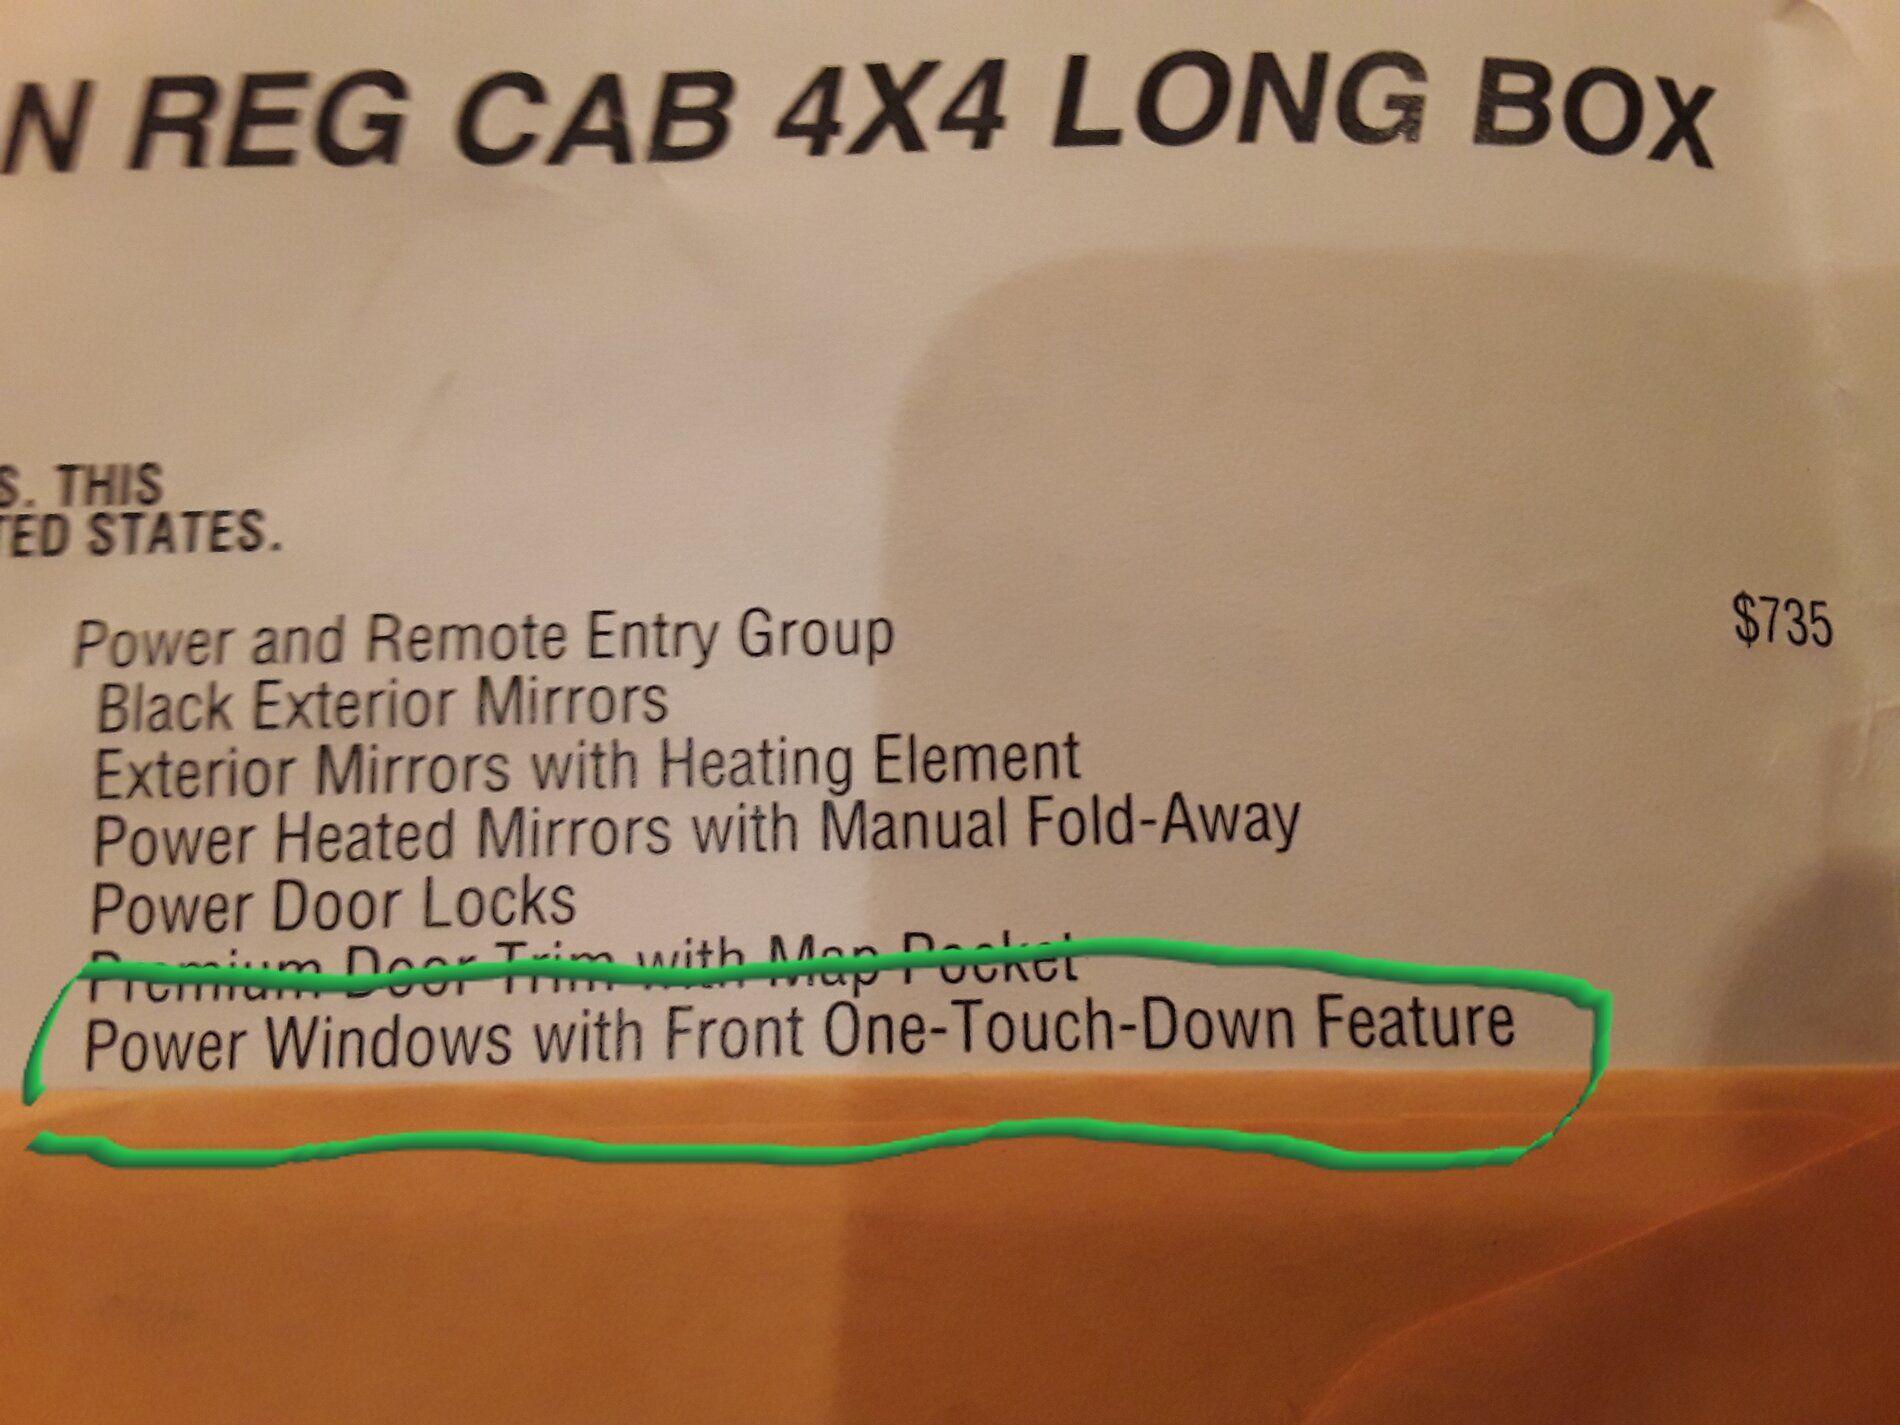 N REG CAB 4X4 LONG BOX
S. THIS
TED STATES.
Power and Remote Entry Group $735
Black Exterior Mirrors
Exterior Mirrors with Heating Element
Power Heated Mirrors with Manual Fold-Away
Power Door Locks
Premium Door Trim with Map Pocket
Power Windows with Front One-Touch-Down Feature